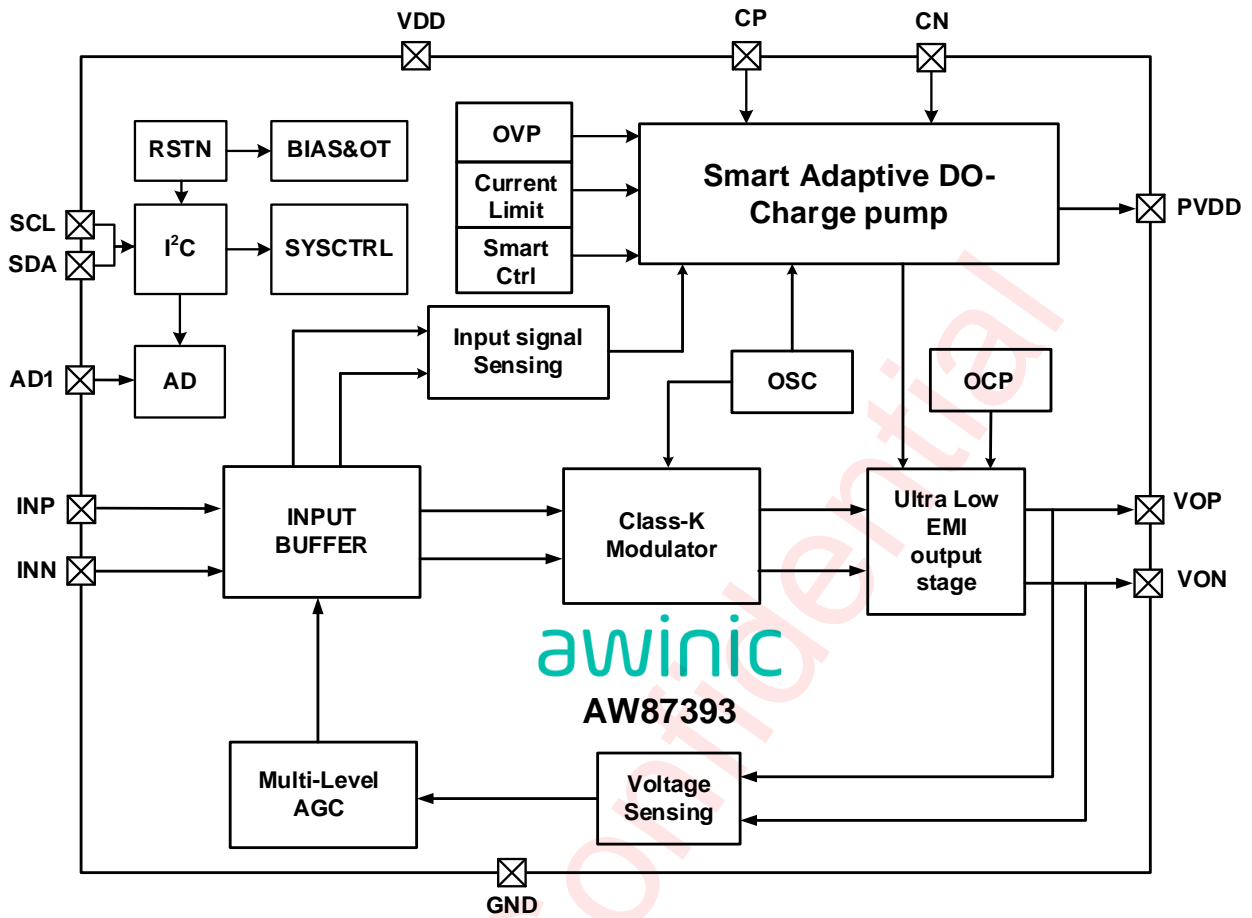 VDD
CP
CN
RSTN
BIAS&OT
OVP
Current
Limit
Smart
Ctrl
Smart Adaptive DO-
Charge pump
PVDD
SCL
SDA
I²C
SYSCTRL
Input signal
Sensing
AD1
AD
OSC
OCP
INP
INN
INPUT
BUFFER
Class-K
Modulator
Ultra Low
EMI
output
stage
VOP
VON
awinic
AW87393
Multi-Level
AGC
Voltage
Sensing
GND
onfidential